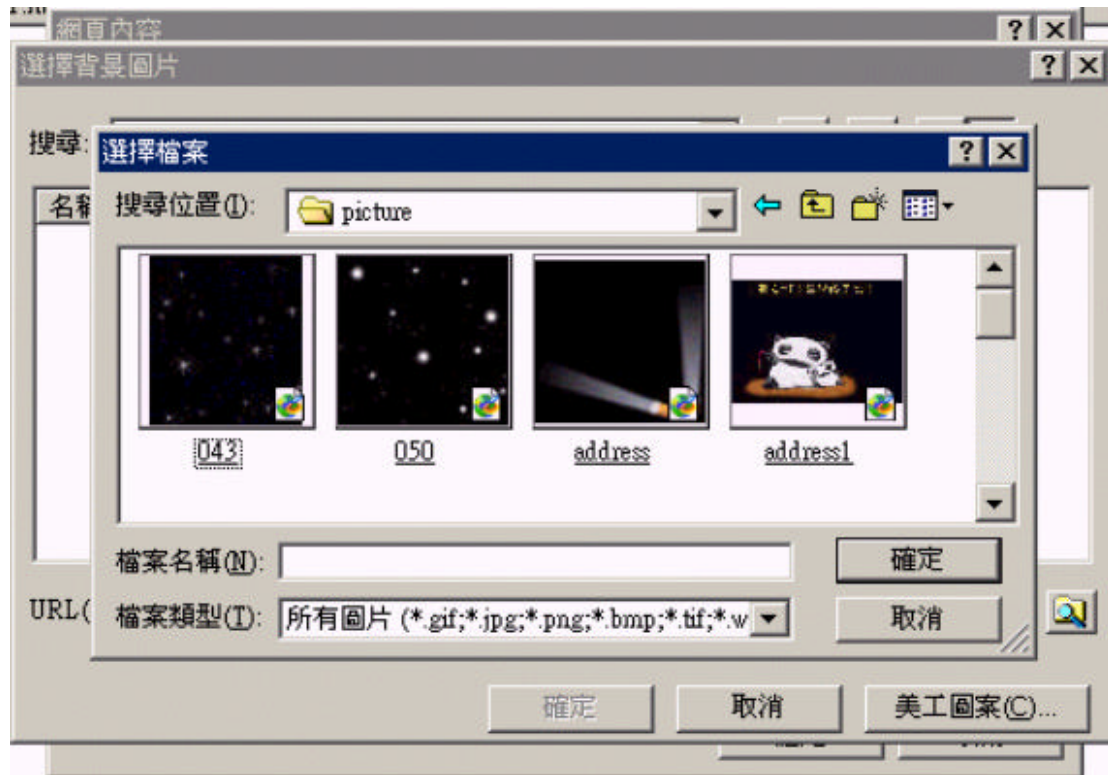 網頁內容
選擇背景圖片
搜尋:
選擇檔案
名稱
搜尋位置(I):
picture
043
050
address
address1
檔案名稱(N):
確定
URL(
檔案類型(T):
所有圖片 (*.gif;*.jpg;*.png;*.bmp;*.tif;*.w
取消
確定
取消
美工圖案(C)...